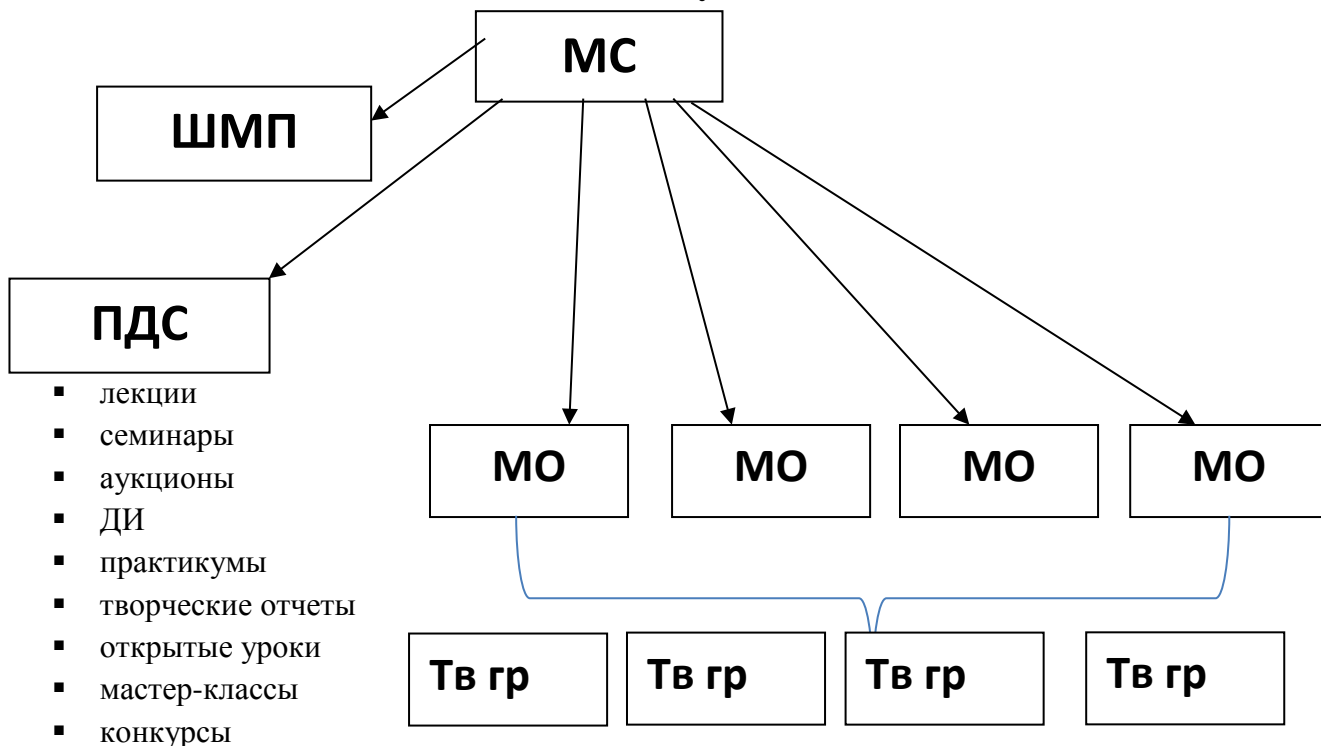 МС
ШМП
ПДС
▪ лекции
▪ семинары
▪ аукционы
▪ ДИ
▪ практикумы
▪ творческие отчеты
▪ открытые уроки
▪ мастер-классы
▪ конкурсы
МО МО МО МО
Тв гр Тв гр Тв гр Тв гр